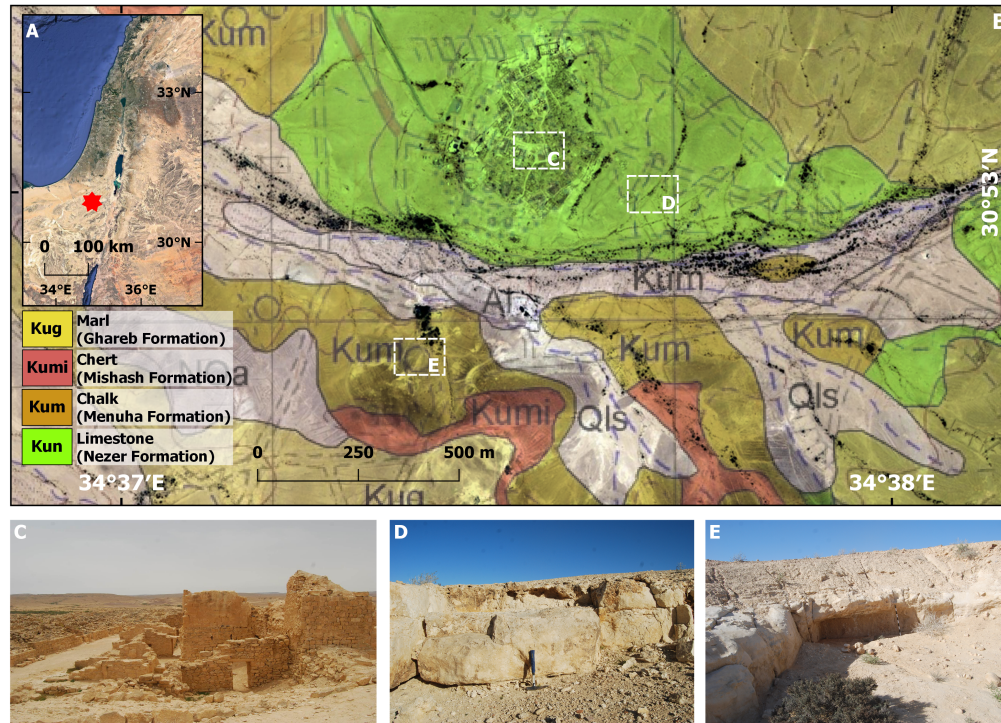 A
33°N
30°N
0 100 km
34°E 36°E
Kug Marl
(Ghareb Formation)
Kumi Chert
(Mishash Formation)
Kum Chalk
(Menuha Formation)
Kun Limestone
(Nezer Formation)
Kum
C
D
30°53′N
Kum
Al
Kum
E
Kum
Kum
Kumi
Qls
Qls
a
0 250 500 m
Kug
34°37′E
34°38′E
C
D
E